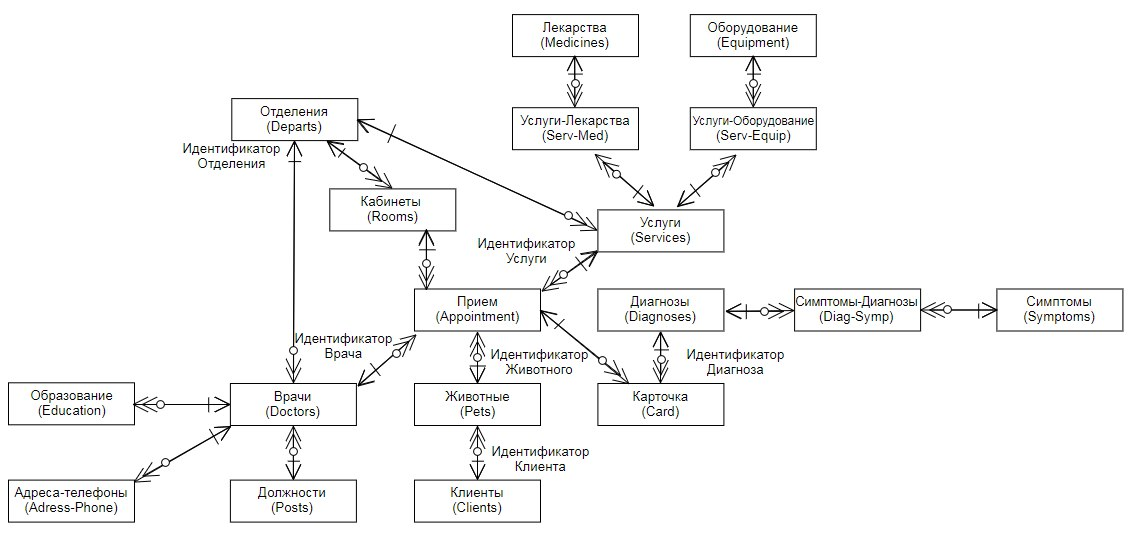 Лекарства
(Medicines)
Оборудование
(Equipment)
Отделения
(Departs)
Услуги-Лекарства
(Serv-Med)
Услуги-Оборудование
(Serv-Equip)
Идентификатор
Отделения
Кабинеты
(Rooms)
Услуги
(Services)
Идентификатор
Услуги
Прием
(Appointment)
Диагнозы
(Diagnoses)
Симптомы-Диагнозы
(Diag-Symp)
Симптомы
(Symptoms)
Идентификатор
Врача
Идентификатор
Животного
Идентификатор
Диагноза
Образование
(Education)
Врачи
(Doctors)
Животные
(Pets)
Карточка
(Card)
Идентификатор
Клиента
Адреса-телефоны
(Adress-Phone)
Должности
(Posts)
Клиенты
(Clients)